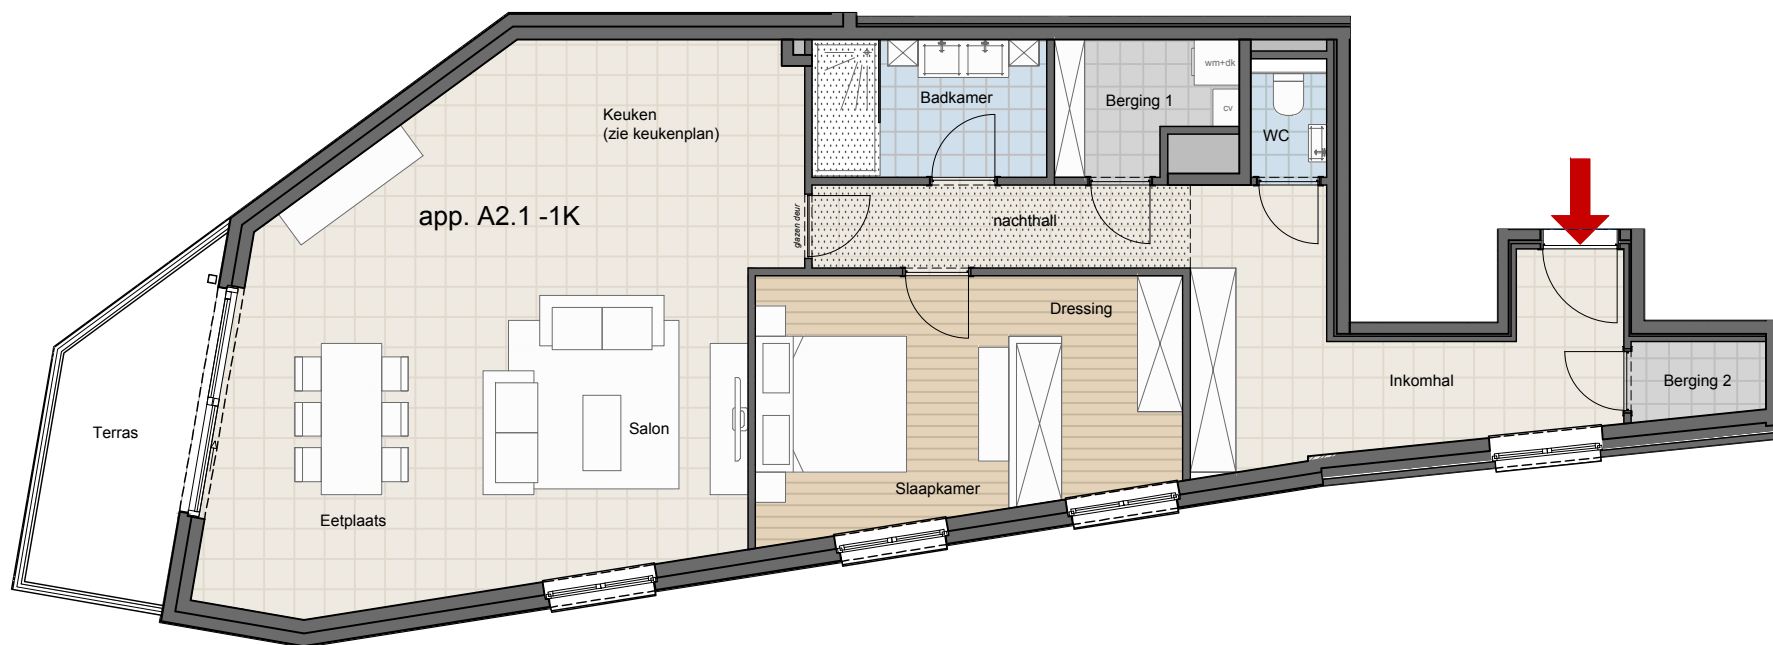 Keuken
(zie keukenplan)
Badkamer
Berging 1
wm+dk
cv
WC
app. A2.1 -1K
glazen deur
nachthall
Dressing
Inkomhal
Berging 2
Terras
Salon
Slaapkamer
Eetplaats